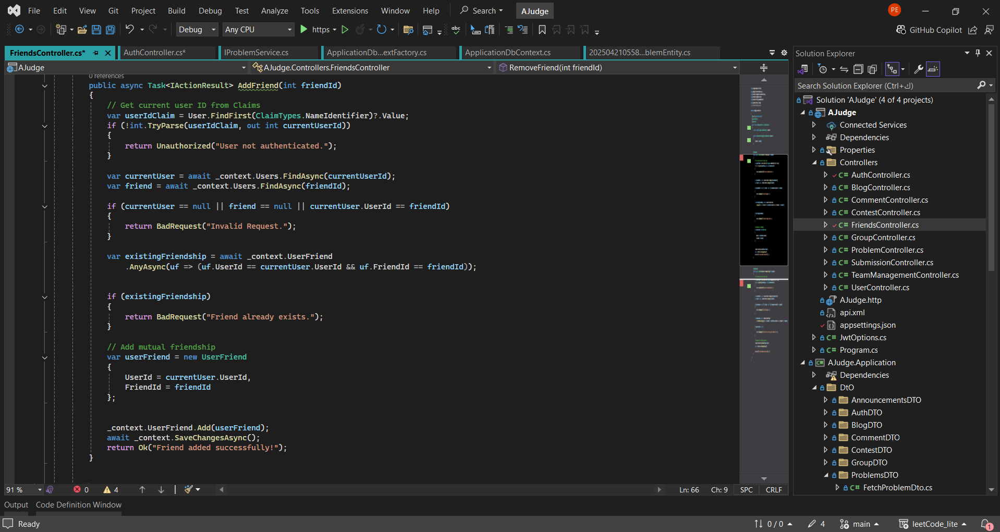 File Edit View Git Project Build Debug Test Analyze Tools Extensions Window Help Search AJudge PE
Debug Any CPU https abc GitHub Copilot
FriendsController.cs* AuthController.cs* IProblemService.cs ApplicationDb...extFactory.cs ApplicationDbContext.cs 202504210558...blemEntity.cs
AJudge AJudge.Controllers.FriendsController RemoveFriend(int friendId)
0 references
public async Task<IActionResult> AddFriend(int friendId)
{
// Get current user ID from Claims
var userIdClaim = User.FindFirst(ClaimTypes.NameIdentifier)?.Value;
if (!int.TryParse(userIdClaim, out int currentUserId))
{
return Unauthorized("User not authenticated.");
}
var currentUser = await _context.Users.FindAsync(currentUserId);
var friend = await _context.Users.FindAsync(friendId);
if (currentUser == null || friend == null || currentUser.UserId == friendId)
{
return BadRequest("Invalid Request.");
}
var existingFriendship = await _context.UserFriend
.AnyAsync(uf => (uf.UserId == currentUser.UserId && uf.FriendId == friendId));
if (existingFriendship)
{
return BadRequest("Friend already exists.");
}
// Add mutual friendship
var userFriend = new UserFriend
{
UserId = currentUser.UserId,
FriendId = friendId
};
_context.UserFriend.Add(userFriend);
await _context.SaveChangesAsync();
return Ok("Friend added successfully!");
}
91 % 0 4 Ln: 66 Ch: 9 SPC CRLF
Output Code Definition Window
Solution Explorer
Search Solution Explorer (Ctrl+ك)
Solution 'AJudge' (4 of 4 projects)
AJudge
Connected Services
Dependencies
Properties
Controllers
C# AuthController.cs
C# BlogController.cs
C# CommentController.cs
C# ContestController.cs
C# FriendsController.cs
C# GroupController.cs
C# ProblemController.cs
C# SubmissionController.cs
C# TeamManagementController.cs
C# UserController.cs
AJudge.http
api.xml
appsettings.json
C# JwtOptions.cs
C# Program.cs
C# AJudge.Application
Dependencies
DtO
AnnouncementsDTO
AuthDTO
BlogDTO
CommentDTO
ContestDTO
GroupDTO
ProblemsDTO
C# FetchProblemDto.cs
Ready 0 / 0 4 main leetCode_lite 1